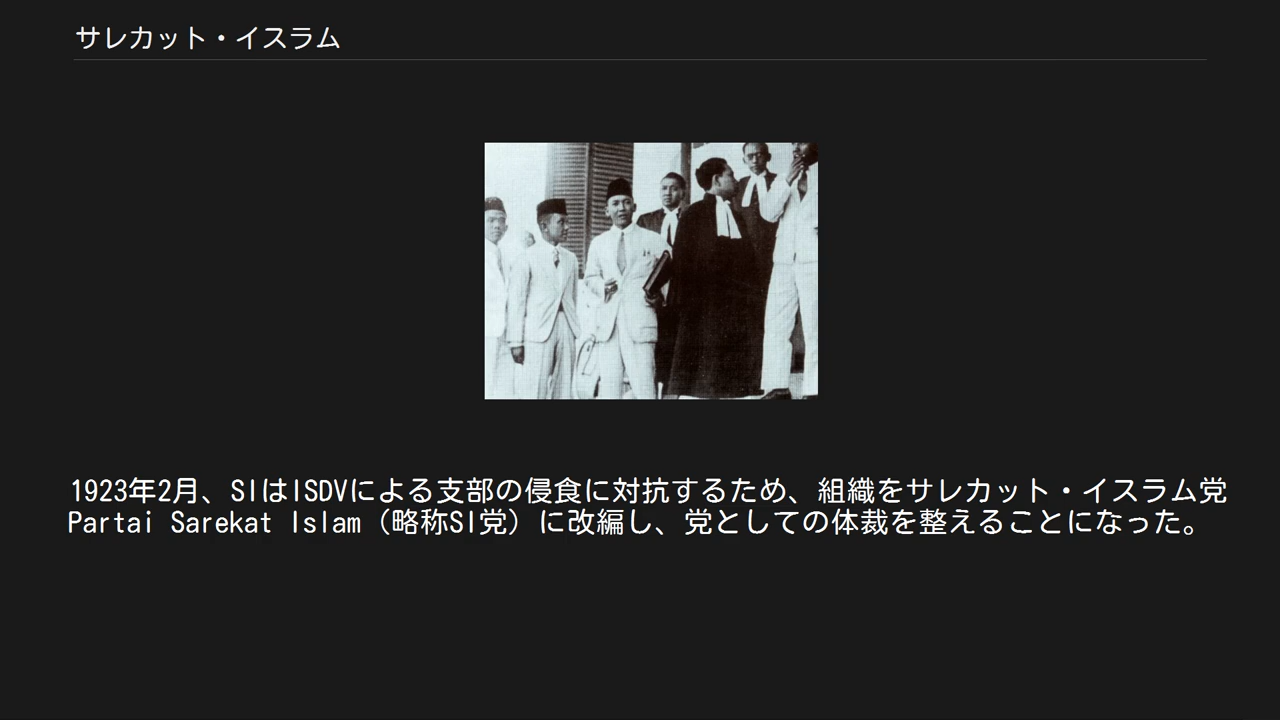 サレカット・イスラム
1923年2月、SIはISDVによる支部の侵食に対抗するため、組織をサレカット・イスラム党
Partai Sarekat Islam（略称SI党）に改編し、党としての体裁を整えることになった。